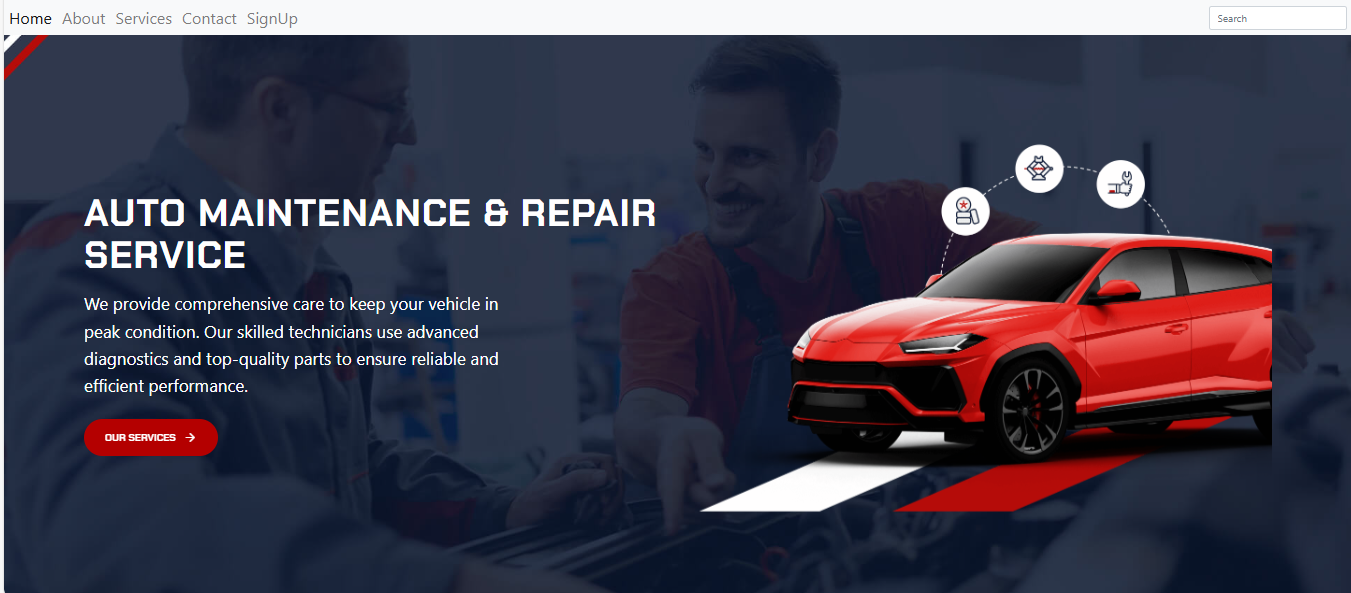 Home About Services Contact SignUp Search
AUTO MAINTENANCE & REPAIR
SERVICE
We provide comprehensive care to keep your vehicle in
peak condition. Our skilled technicians use advanced
diagnostics and top-quality parts to ensure reliable and
efficient performance.
OUR SERVICES